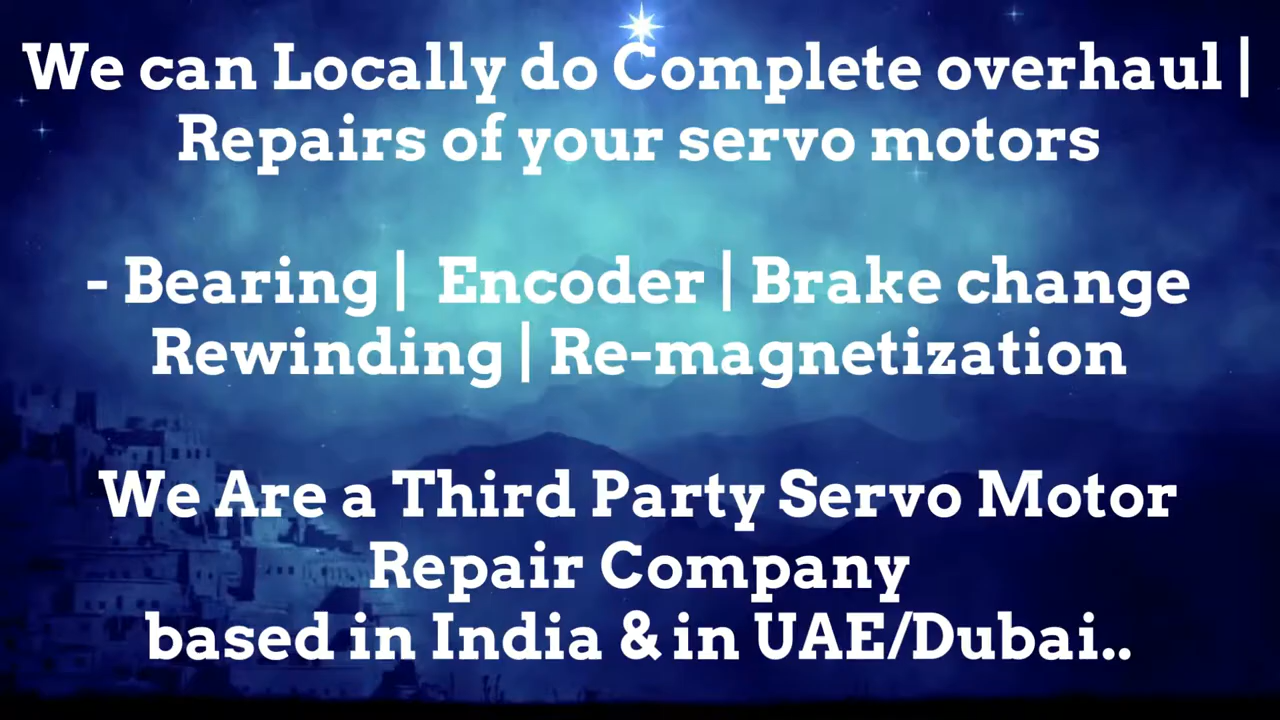 We can Locally do Complete overhaul |
Repairs of your servo motors
- Bearing | Encoder | Brake change
Rewinding | Re-magnetization
We Are a Third Party Servo Motor
Repair Company
based in India & in UAE/Dubai..